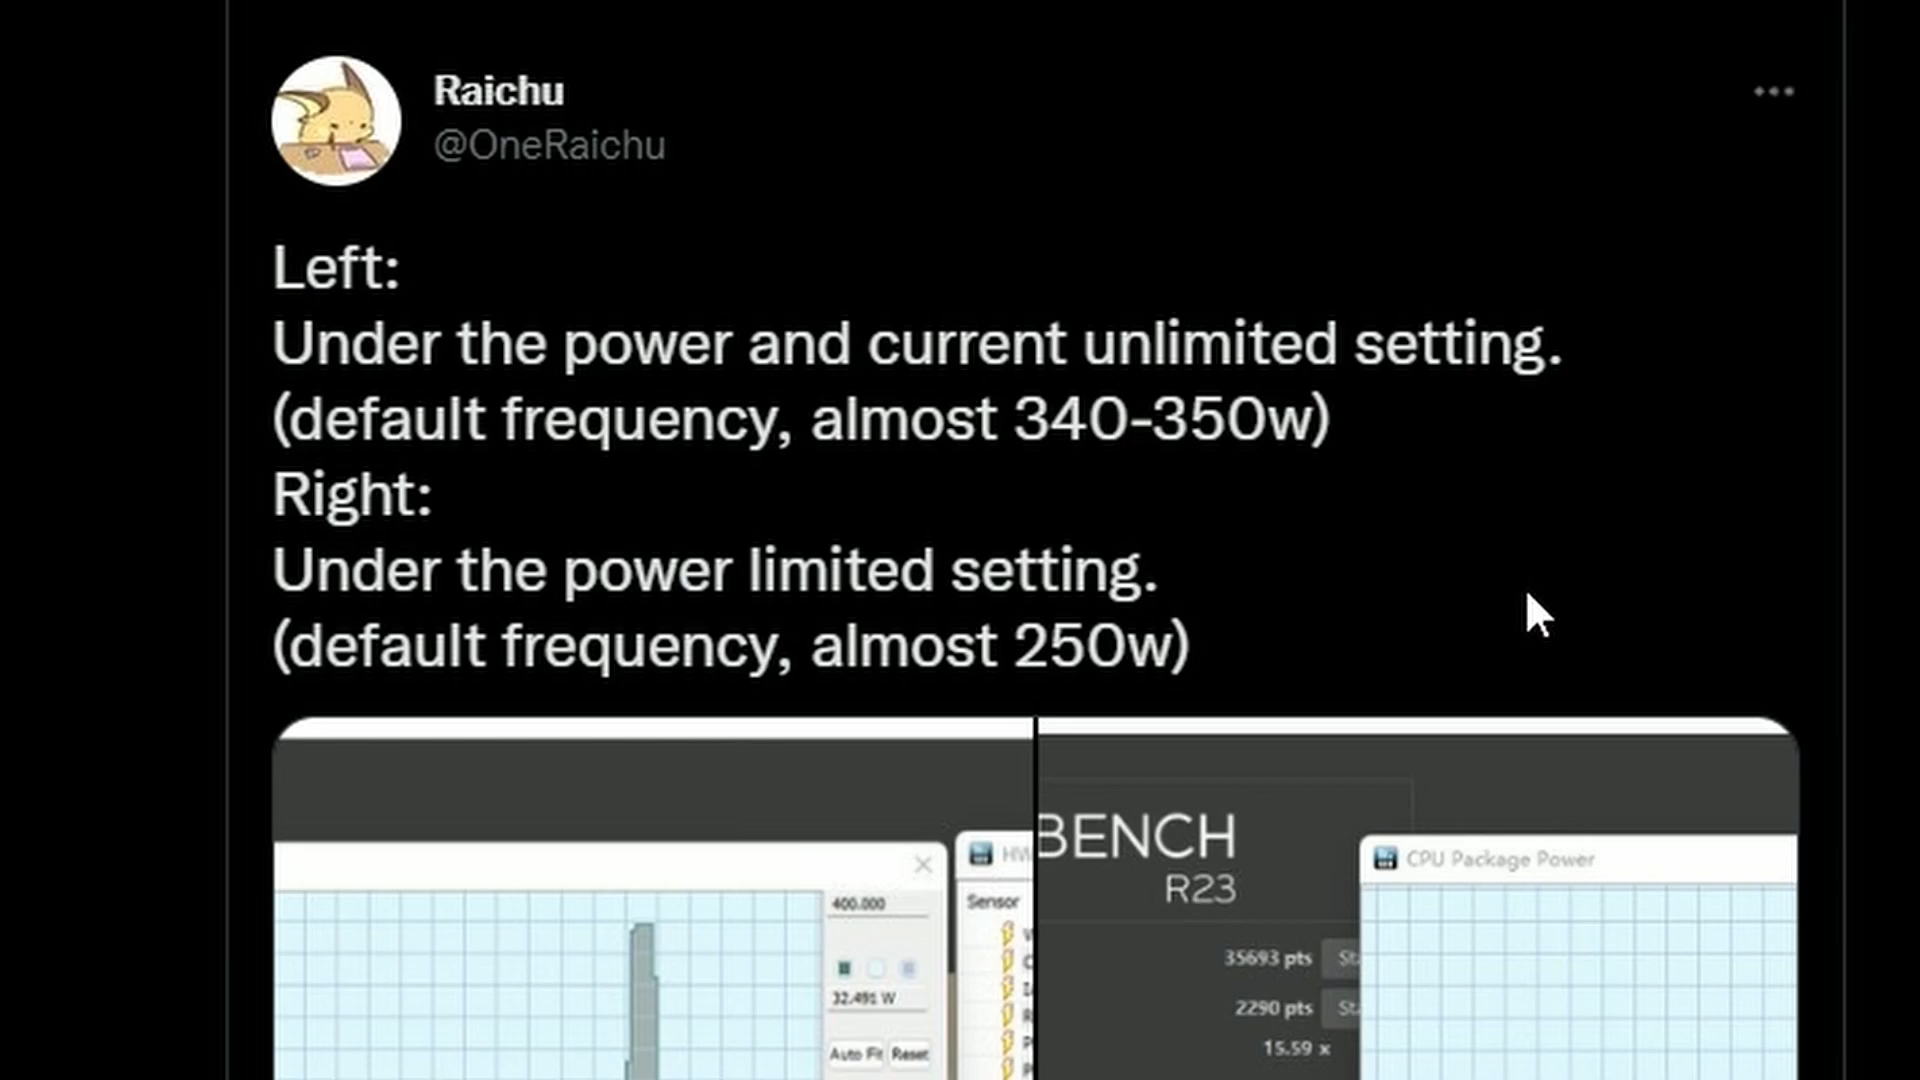 Raichu
@OneRaichu
Left:
Under the power and current unlimited setting.
(default frequency, almost 340-350w)
Right:
Under the power limited setting.
(default frequency, almost 250w)
400.000
32.491 W
Auto Fit Reset
Sensor
BENCH
R23
35693 pts
2290 pts
15.59 x
CPU Package Power